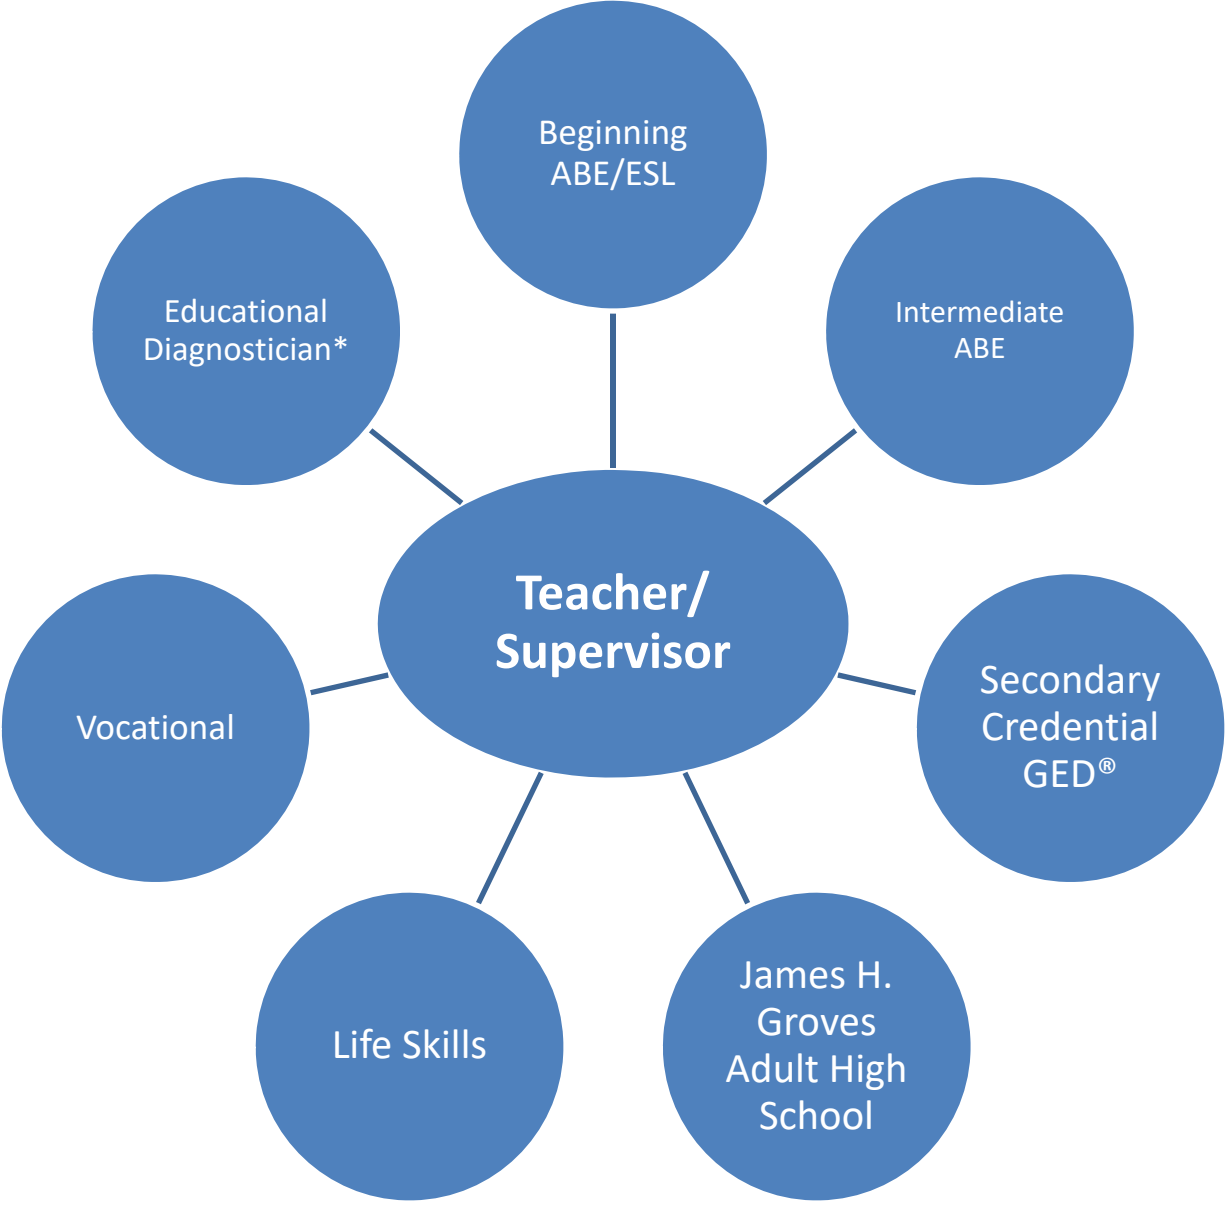 Beginning
ABE/ESL
Educational
Diagnostician*
Intermediate
ABE
Teacher/
Supervisor
Secondary
Credential
GED®
Vocational
James H.
Groves
Adult High
School
Life Skills